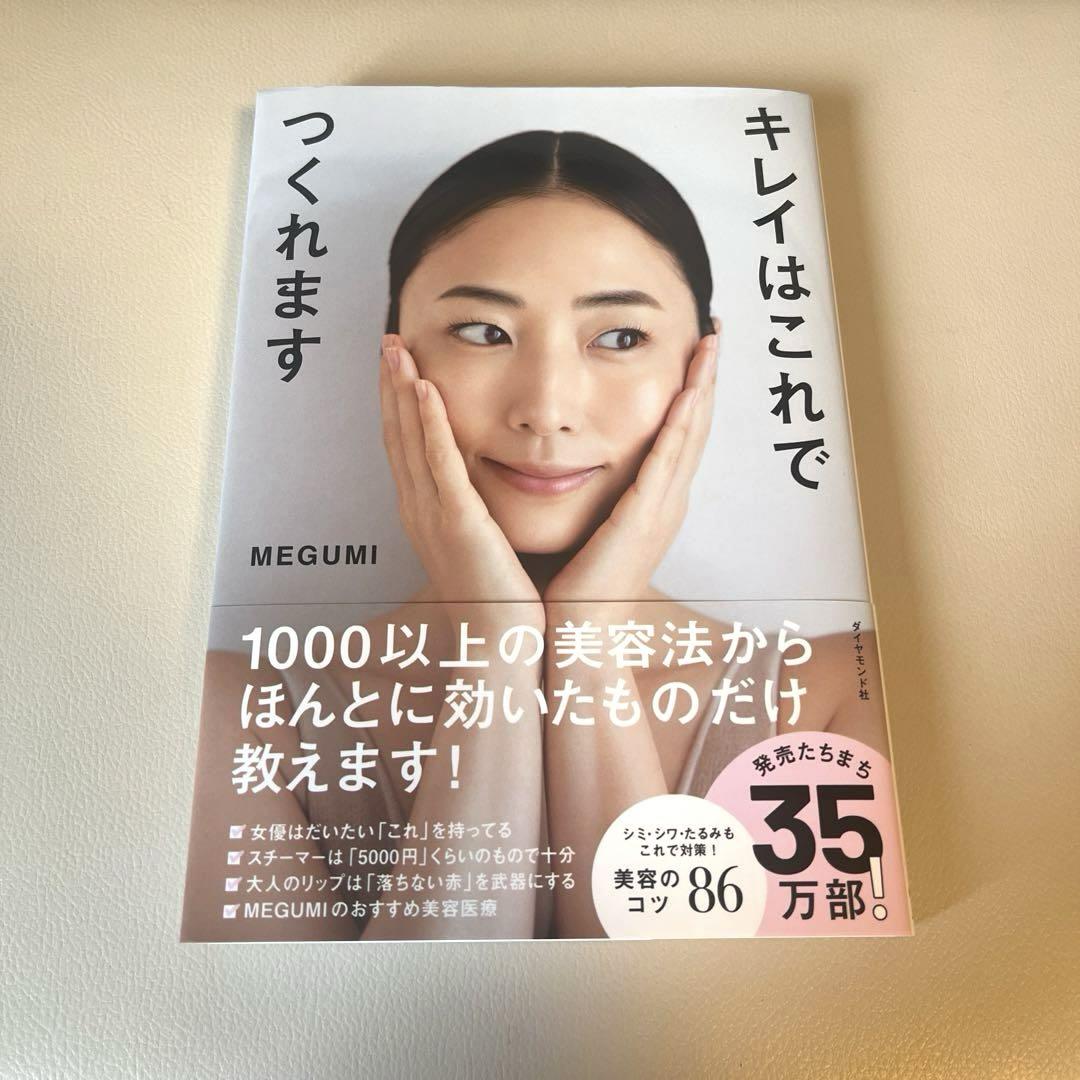 キレイはこれで
つくれます
MEGUMI
ダイヤモンド社
1000以上の美容法から
ほんとに効いたものだけ
教えます！
女優はだいたい「これ」を持ってる
スチーマーは「5000円」くらいのもので十分
大人のリップは「落ちない赤」を武器にする
MEGUMIのおすすめ美容医療
シミ・シワ・たるみも
これで対策！
美容の
コツ 86
発売たちまち
35
万部！